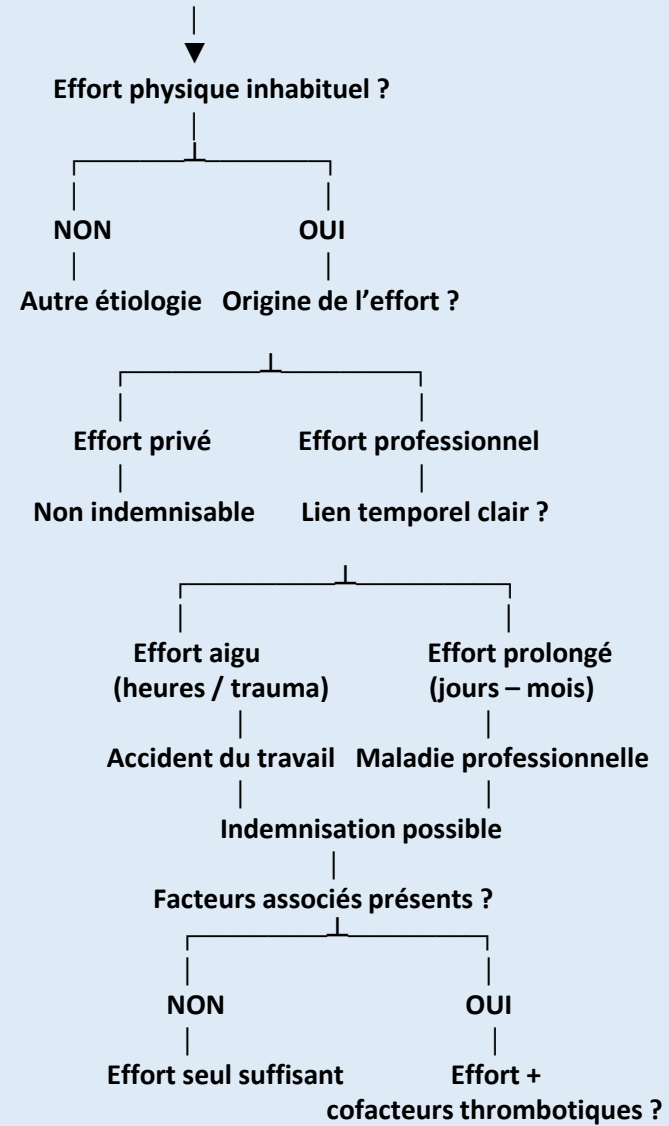 Effort physique inhabituel ?
NON OUI
Autre étiologie Origine de l’effort ?
Effort privé Effort professionnel
Non indemnisable Lien temporel clair ?
Effort aigu Effort prolongé
(heures / trauma) (jours – mois)
Accident du travail Maladie professionnelle
Indemnisation possible
Facteurs associés présents ?
NON OUI
Effort seul suffisant Effort +
cofacteurs thrombotiques ?